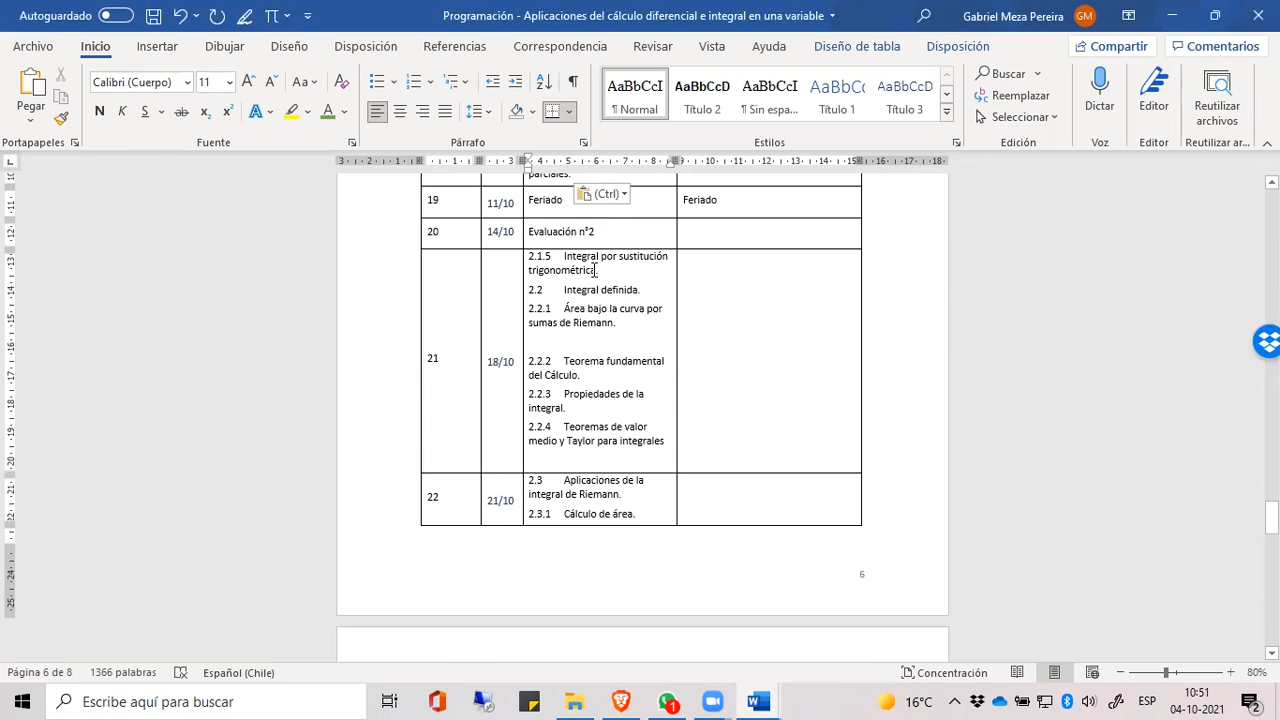 Autoguardado
Programación - Aplicaciones del cálculo diferencial e integral en una variable
Gabriel Meza Pereira
GM
Archivo
Inicio
Insertar
Dibujar
Diseño
Disposición
Referencias
Correspondencia
Revisar
Vista
Ayuda
Diseño de tabla
Disposición
Compartir
Comentarios
Pegar
Calibri (Cuerpo)
11
N K S ab x₂ x²
AaBbCcI
¶ Normal
AaBbCc
Título 2
AaBbCcI
¶ Sin espa...
AaBbCc
Título 1
AaBbCcD
Título 3
Buscar
Reemplazar
Seleccionar
Dictar
Editor
Reutilizar
archivos
Portapapeles
Fuente
Párrafo
Estilos
Voz
Editor
Reutilizar ar...
parciales.
(Ctrl)
19
11/10
Feriado
Feriado
20
14/10
Evaluación n°2
21
18/10
2.1.5 Integral por sustitución
trigonométrica
2.2 Integral definida.
2.2.1 Área bajo la curva por
sumas de Riemann.
2.2.2 Teorema fundamental
del Cálculo.
2.2.3 Propiedades de la
integral.
2.2.4 Teoremas de valor
medio y Taylor para integrales
22
21/10
2.3 Aplicaciones de la
integral de Riemann.
2.3.1 Cálculo de área.
6
Página 6 de 8
1366 palabras
Español (Chile)
Concentración
80%
Escribe aquí para buscar
1
16°C
ESP
10:51
04-10-2021
2